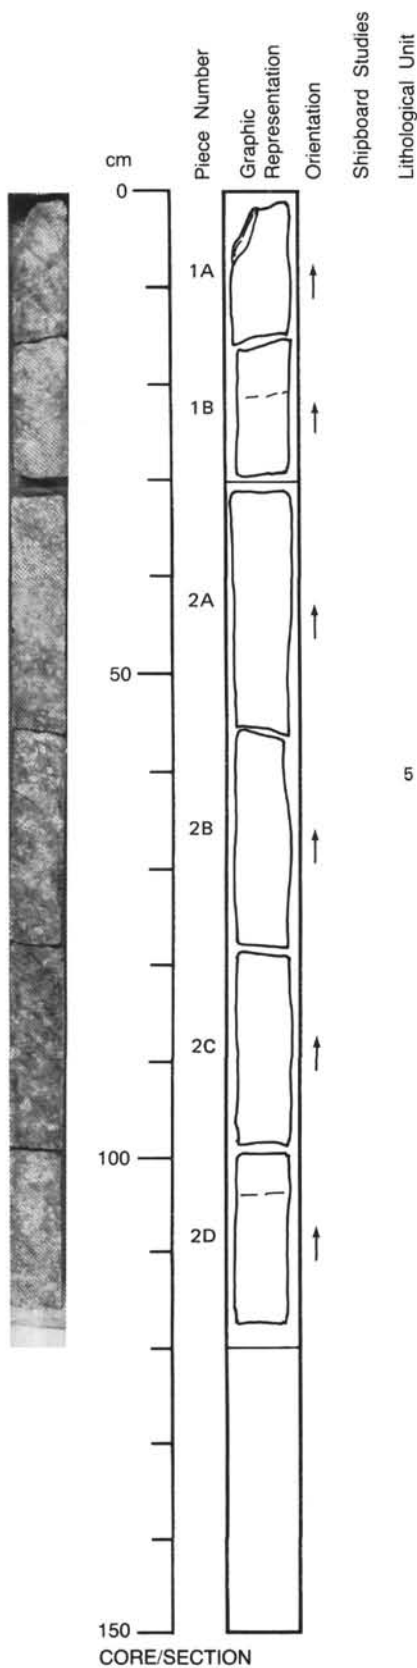 cm
Piece Number
Graphic
Representation
Orientation
Shipboard Studies
Lithological Unit
0
1A
1B
2A
50
5
2B
2C
100
2D
150
CORE/SECTION